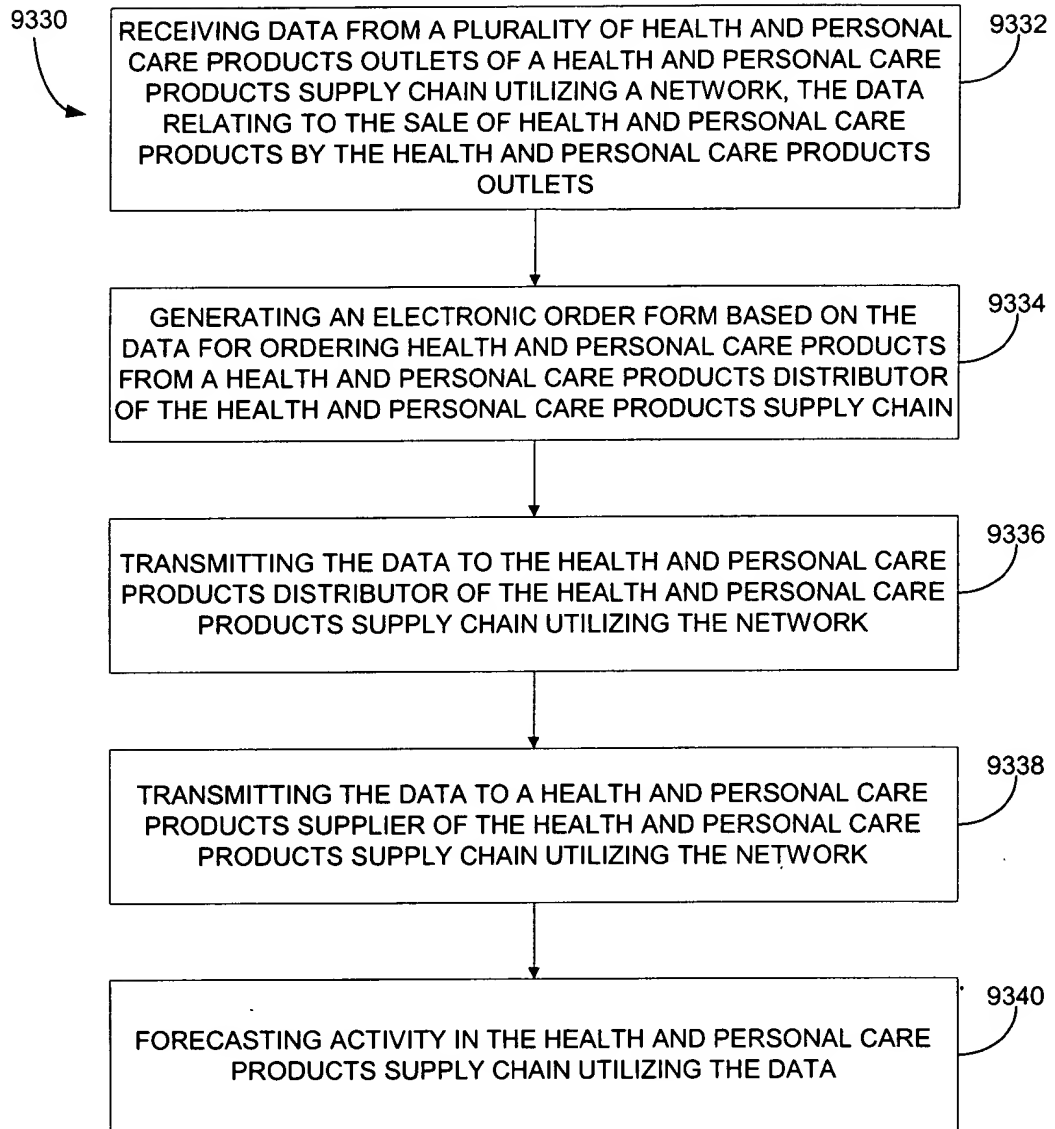 9330
RECEIVING DATA FROM A PLURALITY OF HEALTH AND PERSONAL
CARE PRODUCTS OUTLETS OF A HEALTH AND PERSONAL CARE
PRODUCTS SUPPLY CHAIN UTILIZING A NETWORK, THE DATA
RELATING TO THE SALE OF HEALTH AND PERSONAL CARE
PRODUCTS BY THE HEALTH AND PERSONAL CARE PRODUCTS
OUTLETS
9332
GENERATING AN ELECTRONIC ORDER FORM BASED ON THE
DATA FOR ORDERING HEALTH AND PERSONAL CARE PRODUCTS
FROM A HEALTH AND PERSONAL CARE PRODUCTS DISTRIBUTOR
OF THE HEALTH AND PERSONAL CARE PRODUCTS SUPPLY CHAIN
9334
TRANSMITTING THE DATA TO THE HEALTH AND PERSONAL CARE
PRODUCTS DISTRIBUTOR OF THE HEALTH AND PERSONAL CARE
PRODUCTS SUPPLY CHAIN UTILIZING THE NETWORK
9336
TRANSMITTING THE DATA TO A HEALTH AND PERSONAL CARE
PRODUCTS SUPPLIER OF THE HEALTH AND PERSONAL CARE
PRODUCTS SUPPLY CHAIN UTILIZING THE NETWORK
9338
FORECASTING ACTIVITY IN THE HEALTH AND PERSONAL CARE
PRODUCTS SUPPLY CHAIN UTILIZING THE DATA
9340